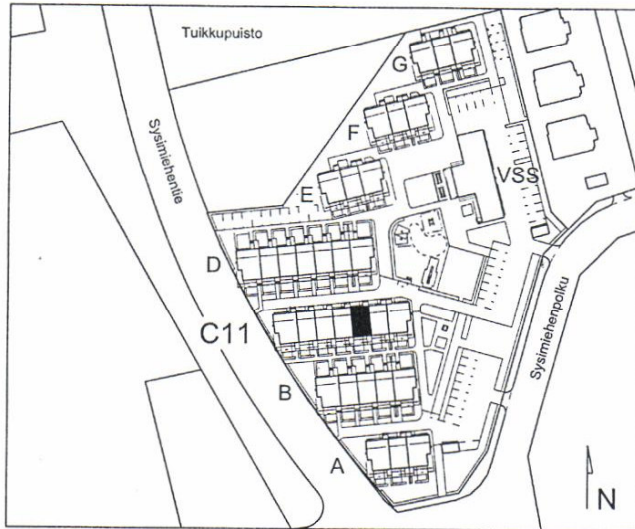 Tuikkupuisto
G
F
Sysimiehentie
VSS
E
D
C11
Sysimiehenpolku
B
A
N